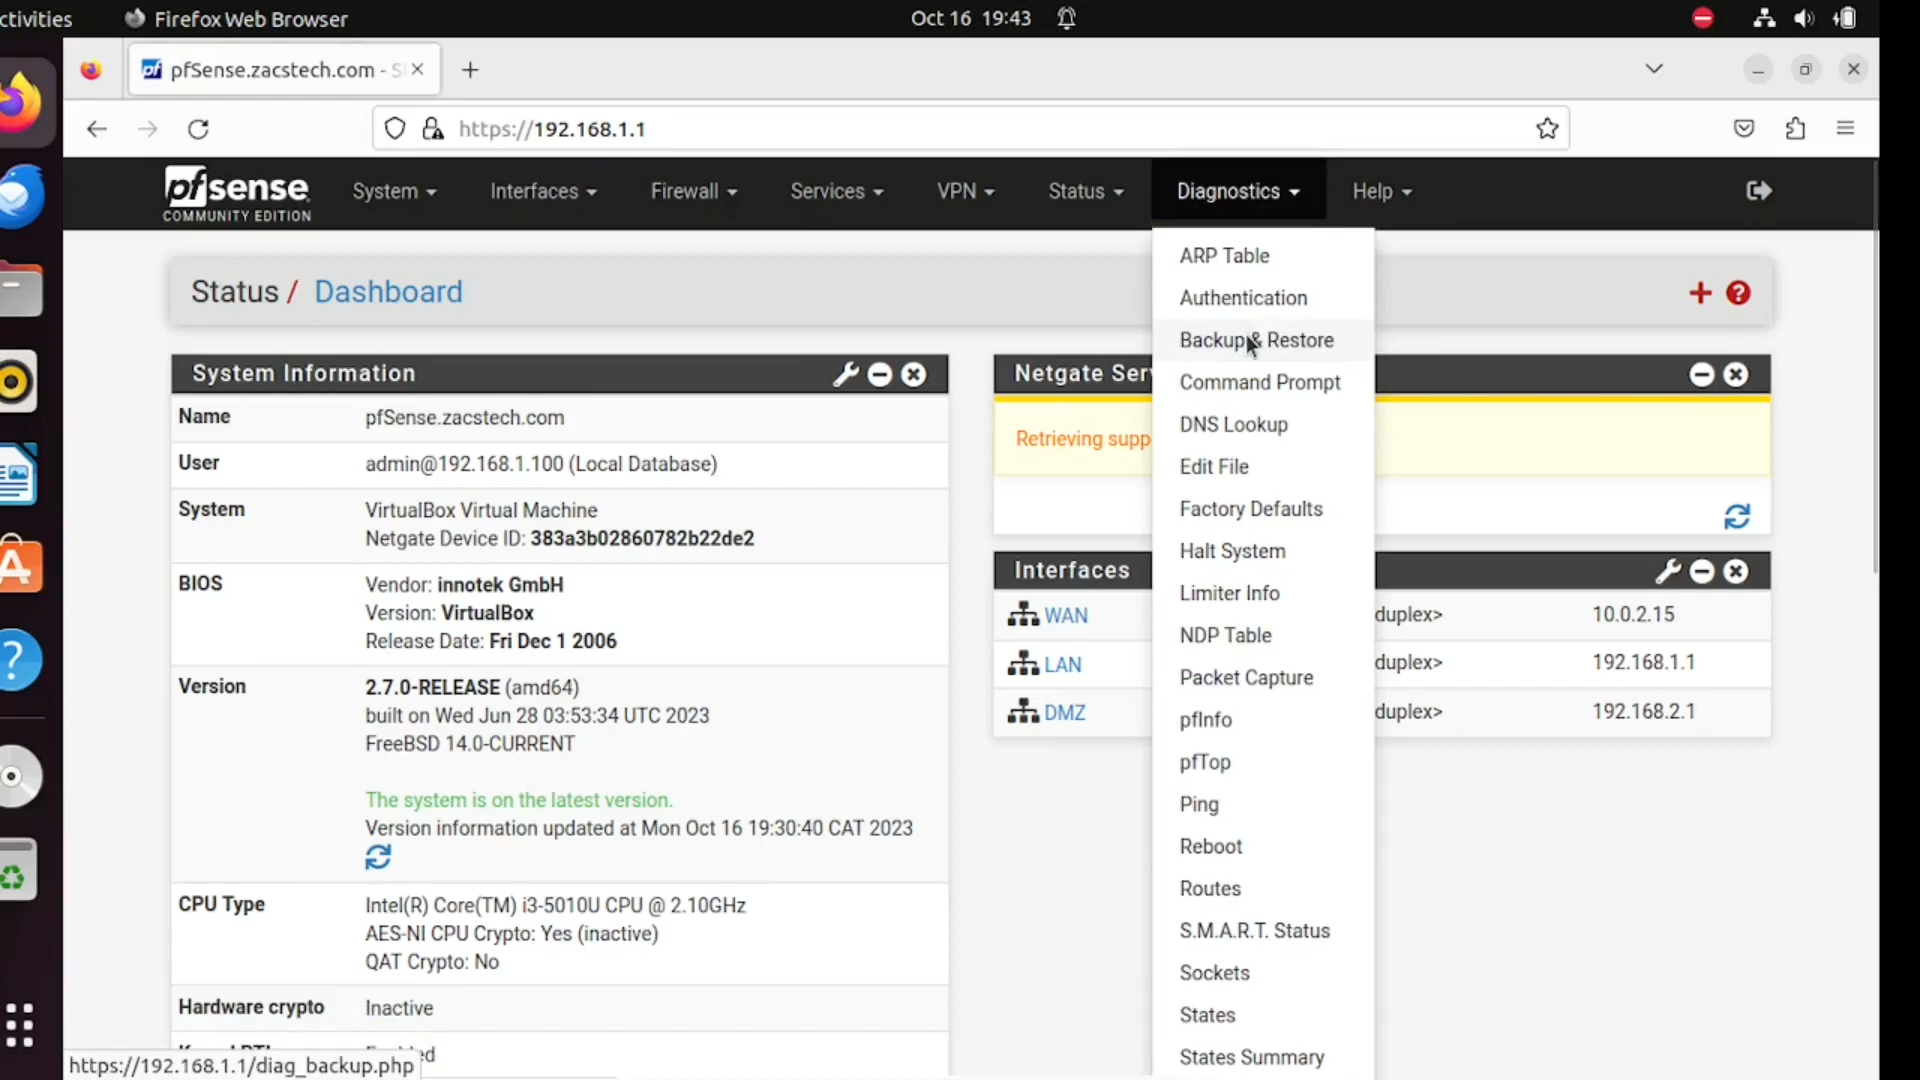 ctivities
Firefox Web Browser
Oct 16 19:43
pfSense.zacstech.com - S
https://192.168.1.1
pfsense
COMMUNITY EDITION
System
Interfaces
Firewall
Services
VPN
Status
Diagnostics
Help
Status / Dashboard
ARP Table
Authentication
Backup & Restore
Command Prompt
DNS Lookup
Edit File
Factory Defaults
Halt System
Limiter Info
NDP Table
Packet Capture
pfInfo
pfTop
Ping
Reboot
Routes
S.M.A.R.T. Status
Sockets
States
States Summary
System Information
Name pfSense.zacstech.com
User admin@192.168.1.100 (Local Database)
System VirtualBox Virtual Machine
Netgate Device ID: 383a3b02860782b22de2
BIOS Vendor: innotek GmbH
Version: VirtualBox
Release Date: Fri Dec 1 2006
Version 2.7.0-RELEASE (amd64)
built on Wed Jun 28 03:53:34 UTC 2023
FreeBSD 14.0-CURRENT
The system is on the latest version.
Version information updated at Mon Oct 16 19:30:40 CAT 2023
CPU Type Intel(R) Core(TM) i3-5010U CPU @ 2.10GHz
AES-NI CPU Crypto: Yes (inactive)
QAT Crypto: No
Hardware crypto Inactive
Netgate Ser
Retrieving supp
Interfaces
WAN duplex> 10.0.2.15
LAN duplex> 192.168.1.1
DMZ duplex> 192.168.2.1
https://192.168.1.1/diag_backup.php